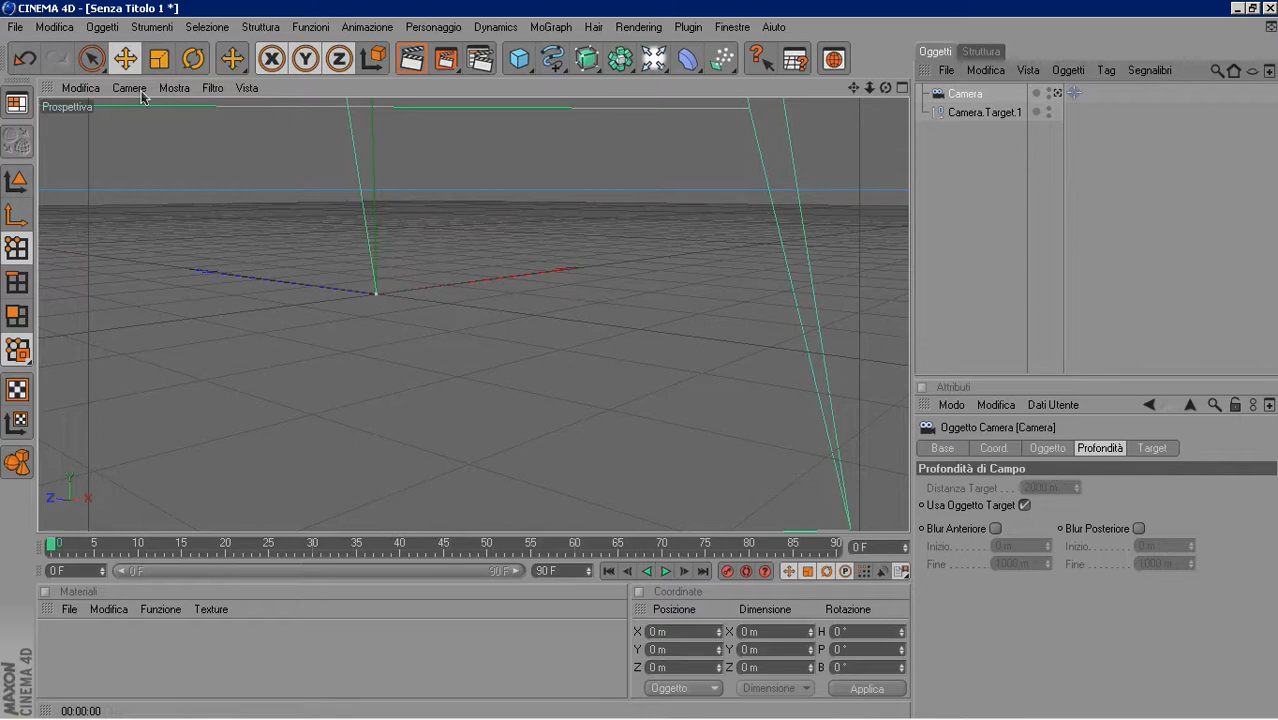 CINEMA 4D - [Senza Titolo 1 *]
File Modifica Oggetti Strumenti Selezione Struttura Funzioni Animazione Personaggio Dynamics MoGraph Hair Rendering Plugin Finestre Aiuto
X Y Z
Oggetti Struttura
File Modifica Vista Oggetti Tag Segnalibri
Modifica Camere Mostra Filtro Vista
Prospettiva
Camera
Camera.Target.1
Y
Z X
Attributi
Modo Modifica Dati Utente
Oggetto Camera [Camera]
Base Coord. Oggetto Profondità Target
Profondità di Campo
Distanza Target . . . 2000 m
Usa Oggetto Target
Blur Anteriore Blur Posteriore
Inizio. . . . . . . . 0 m Inizio. . . . . . . . . 0 m
Fine . . . . . . . . 1000 m Fine . . . . . . . . . 1000 m
0 5 10 15 20 25 30 35 40 45 50 55 60 65 70 75 80 85 90 0 F
0 F 0 F 90 F 90 F
Materiali
File Modifica Funzione Texture
Coordinate
Posizione Dimensione Rotazione
X 0 m X 0 m H 0 °
Y 0 m Y 0 m P 0 °
Z 0 m Z 0 m B 0 °
Oggetto Dimensione Applica
MAXON
CINEMA 4D
00:00:00